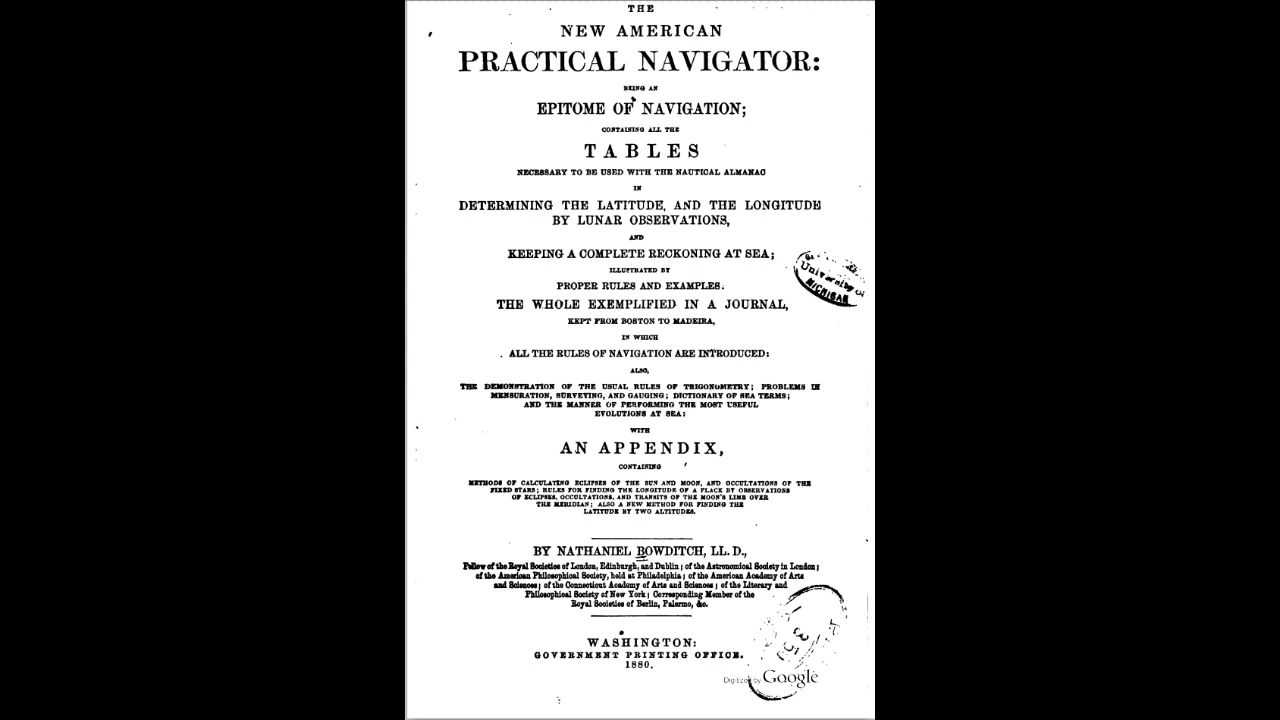 THE
NEW AMERICAN
PRACTICAL NAVIGATOR:
BEING AN
EPITOME OF NAVIGATION;
CONTAINING ALL THE
TABLES
NECESSARY TO BE USED WITH THE NAUTICAL ALMANAC
IN
DETERMINING THE LATITUDE, AND THE LONGITUDE
BY LUNAR OBSERVATIONS,
AND
KEEPING A COMPLETE RECKONING AT SEA;
ILLUSTRATED BY
PROPER RULES AND EXAMPLES.
THE WHOLE EXEMPLIFIED IN A JOURNAL,
KEPT FROM BOSTON TO MADEIRA,
IN WHICH
ALL THE RULES OF NAVIGATION ARE INTRODUCED:
ALSO,
THE DEMONSTRATION OF THE USUAL RULES OF TRIGONOMETRY; PROBLEMS IN
MENSURATION, SURVEYING, AND GAUGING; DICTIONARY OF SEA TERMS;
AND THE MANNER OF PERFORMING THE MOST USEFUL
EVOLUTIONS AT SEA:
WITH
AN APPENDIX,
CONTAINING
METHODS OF CALCULATING ECLIPSES OF THE SUN AND MOON, AND OCCULTATIONS OF THE
FIXED STARS; RULES FOR FINDING THE LONGITUDE OF A PLACE BY OBSERVATIONS
OF ECLIPSES, OCCULTATIONS, AND TRANSITS OF THE MOON'S LIMB OVER
THE MERIDIAN; ALSO A NEW METHOD FOR FINDING THE
LATITUDE BY TWO ALTITUDES.
BY NATHANIEL BOWDITCH, LL. D.,
Fellow of the Royal Societies of London, Edinburgh, and Dublin; of the Astronomical Society in London;
of the American Philosophical Society, held at Philadelphia; of the American Academy of Arts
and Sciences; of the Connecticut Academy of Arts and Sciences; of the Literary and
Philosophical Society of New York; Corresponding Member of the
Royal Societies of Berlin, Palermo, &c.
WASHINGTON:
GOVERNMENT PRINTING OFFICE.
1880.
University of
MICHIGAN
Digitized by Google